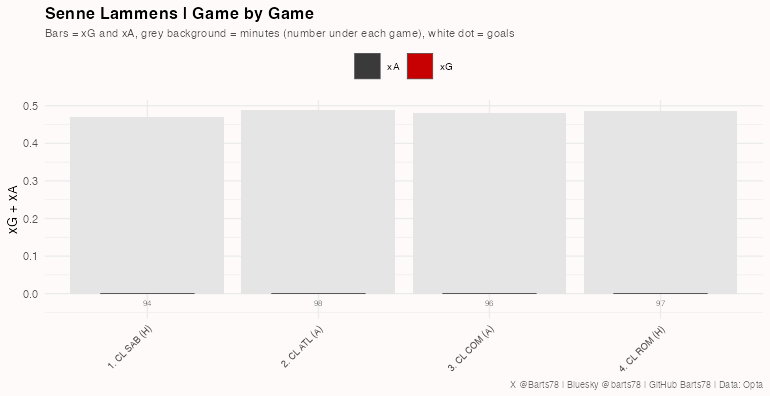 Senne Lammens | Game by Game
Bars = xG and xA, grey background = minutes (number under each game), white dot = goals
xA xG
xG + xA
0.5
0.4
0.3
0.2
0.1
0.0
94 98 96 97
1. CL SAB (H) 2. CL ATL (A) 3. CL COM (A) 4. CL ROM (H)
X @Barts78 | Bluesky @barts78 | GitHub Barts78 | Data: Opta